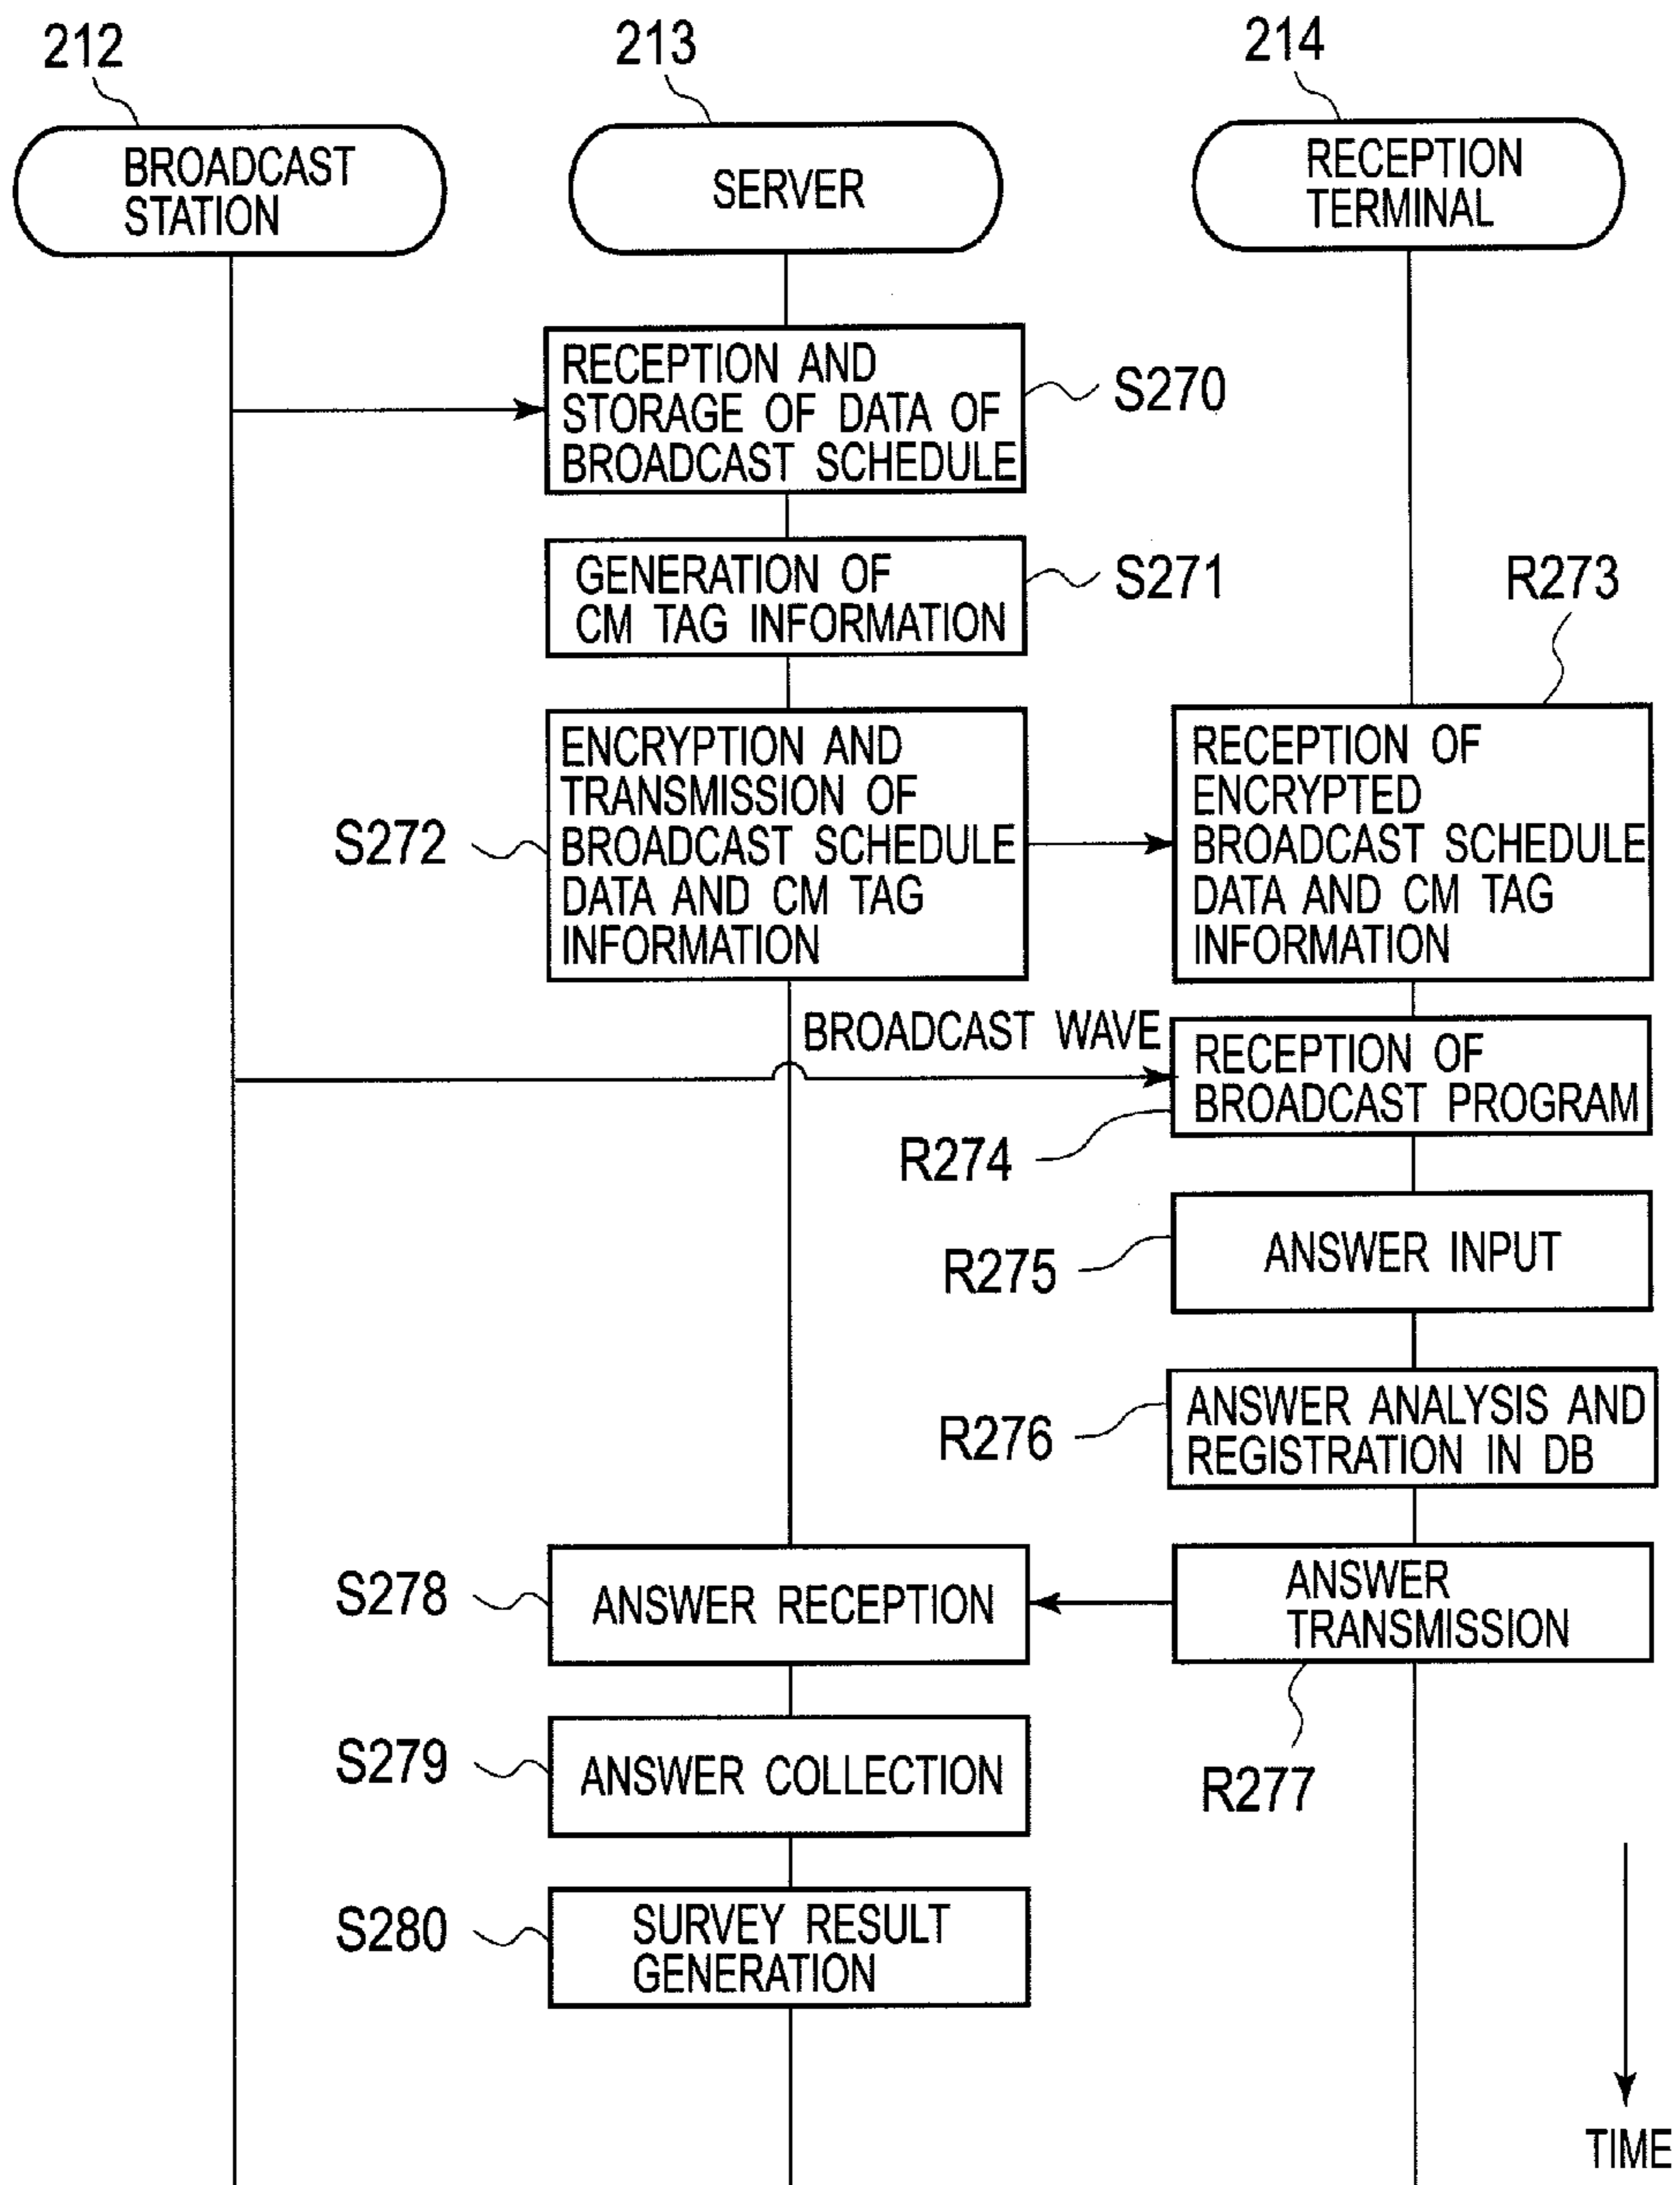 212
213
214
BROADCAST
STATION
SERVER
RECEPTION
TERMINAL
RECEPTION AND
STORAGE OF DATA OF
BROADCAST SCHEDULE
S270
GENERATION OF
CM TAG INFORMATION
S271
R273
ENCRYPTION AND
TRANSMISSION OF
BROADCAST SCHEDULE
DATA AND CM TAG
INFORMATION
S272
RECEPTION OF
ENCRYPTED
BROADCAST SCHEDULE
DATA AND CM TAG
INFORMATION
BROADCAST WAVE
RECEPTION OF
BROADCAST PROGRAM
R274
ANSWER INPUT
R275
ANSWER ANALYSIS AND
REGISTRATION IN DB
R276
S278
ANSWER RECEPTION
ANSWER
TRANSMISSION
R277
S279
ANSWER COLLECTION
S280
SURVEY RESULT
GENERATION
TIME